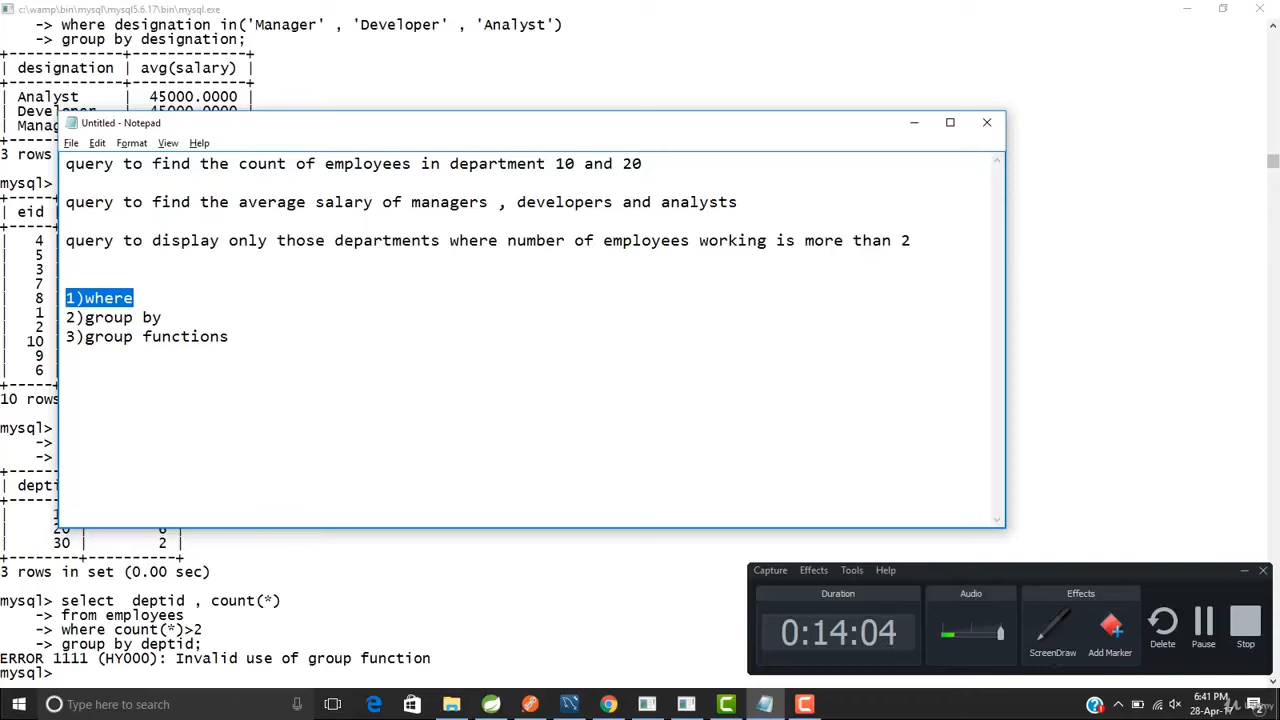 c:\wamp\bin\mysql\mysql5.6.17\bin\mysql.exe
-> where designation in('Manager' , 'Developer' , 'Analyst')
-> group by designation;
| designation | avg(salary) |
| Analyst | 45000.0000 |
| 45000.0000 |
Untitled - Notepad
File Edit Format View Help
query to find the count of employees in department 10 and 20
query to find the average salary of managers , developers and analysts
query to display only those departments where number of employees working is more than 2
1)where
2)group by
3)group functions
3 rows
mysql>
| eid
| 4
| 5
| 3
| 7
| 8
| 1
| 2
| 10
| 9
| 6
10 rows
mysql>
->
->
| 30 | 2 |
3 rows in set (0.00 sec)
mysql> select deptid , count(*)
-> from employees
-> where count(*)>2
-> group by deptid;
ERROR 1111 (HY000): Invalid use of group function
mysql>
Capture Effects Tools Help
Duration
Audio
Effects
0:14:04
ScreenDraw
Add Marker
Delete
Pause
Stop
Type here to search
6:41 PM
28-Apr-17